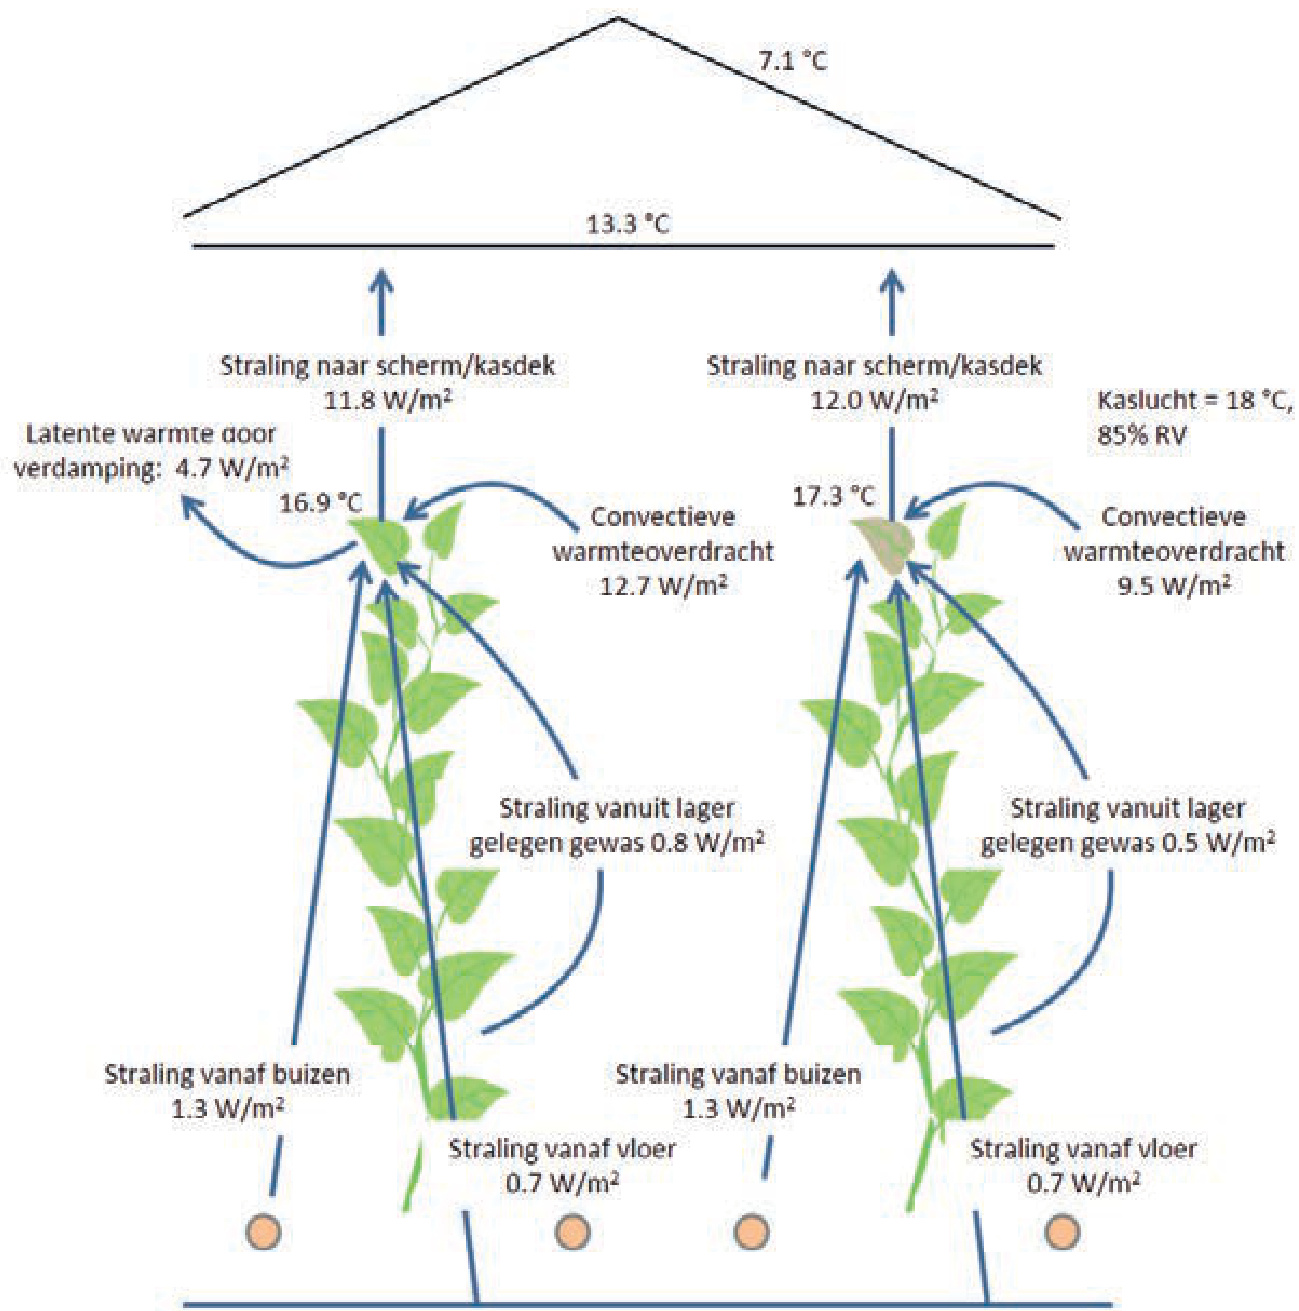 7.1 °C
13.3 °C
Straling naar scherm/kasdek
11.8 W/m²
Straling naar scherm/kasdek
12.0 W/m²
Kaslucht = 18 °C,
85% RV
Latente warmte door
verdamping: 4.7 W/m²
16.9 °C
Convectieve
warmteoverdracht
12.7 W/m²
17.3 °C
Convectieve
warmteoverdracht
9.5 W/m²
Straling vanuit lager
gelegen gewas 0.8 W/m²
Straling vanuit lager
gelegen gewas 0.5 W/m²
Straling vanaf buizen
1.3 W/m²
Straling vanaf buizen
1.3 W/m²
Straling vanaf vloer
0.7 W/m²
Straling vanaf vloer
0.7 W/m²